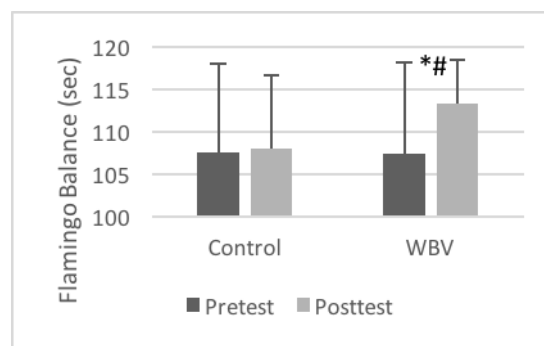 Flamingo Balance (sec)
120
115
110
105
100
*#
Control WBV
Pretest Posttest